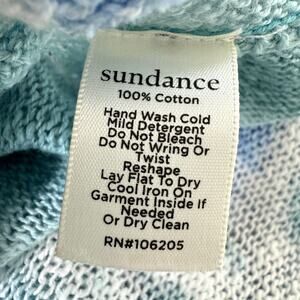 sundance
100% Cotton
Hand Wash Cold
Mild Detergent
Do Not Bleach
Do Not Wring Or
Twist
Reshape
Lay Flat To Dry
Cool Iron On
Garment Inside If
Needed
Or Dry Clean
RN#106205